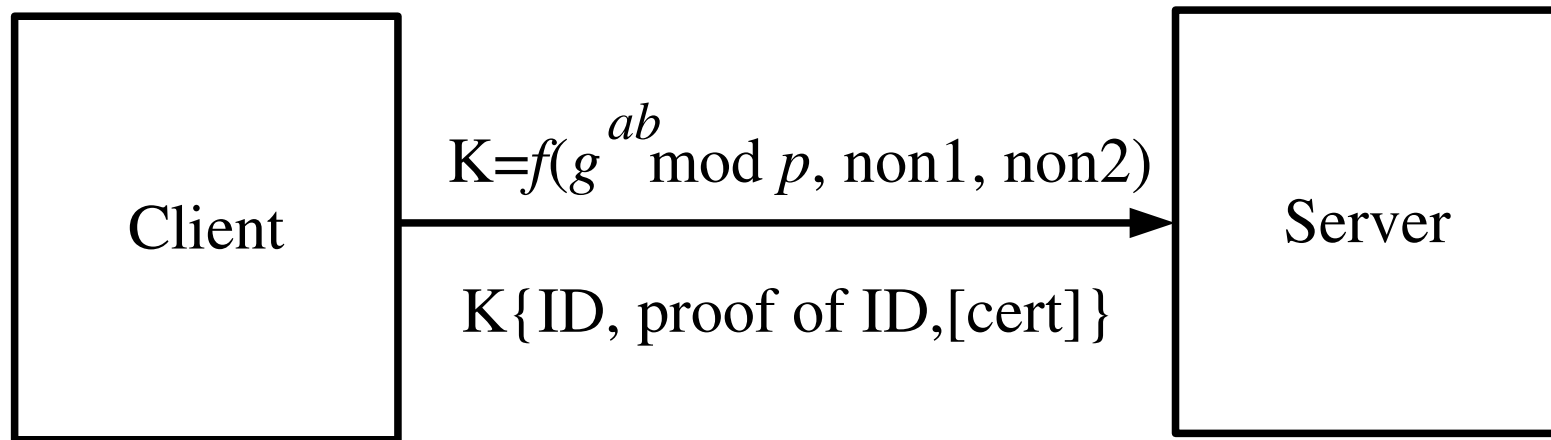 Client
K=f(g^ab mod p, non1, non2)
K{ID, proof of ID,[cert]}
Server